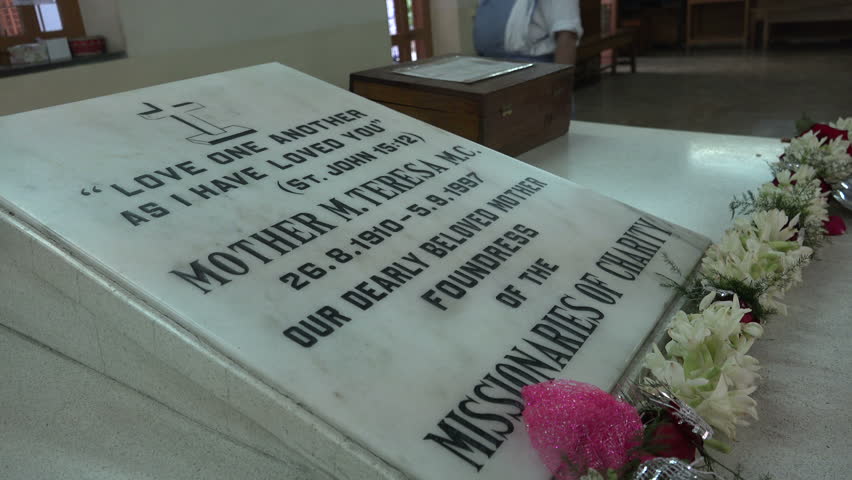 “ LOVE ONE ANOTHER
AS I HAVE LOVED YOU”
(ST. JOHN 15:12)
MOTHER M. TERESA M.C.
26.8.1910–5.9.1997
OUR DEARLY BELOVED MOTHER
FOUNDRESS
OF THE
MISSIONARIES OF CHARITY